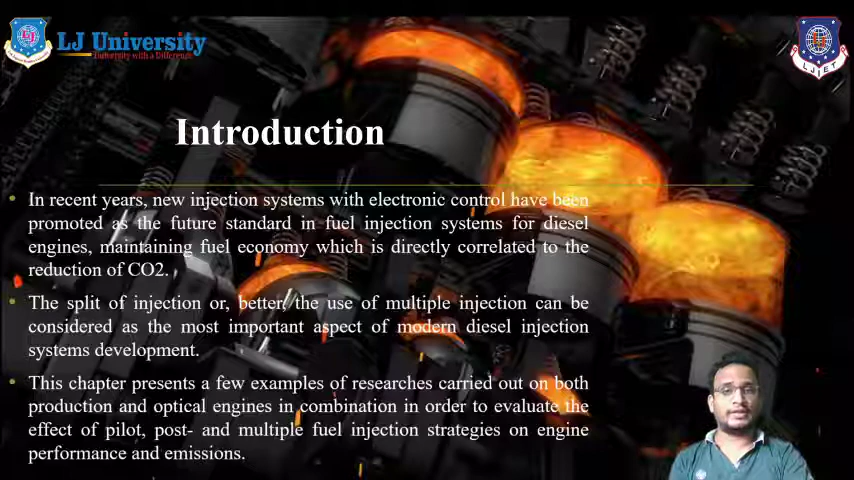 LJ University
University with a Difference
LJIET
Introduction
In recent years, new injection systems with electronic control have been
promoted as the future standard in fuel injection systems for diesel
engines, maintaining fuel economy which is directly correlated to the
reduction of CO2.
The split of injection or, better, the use of multiple injection can be
considered as the most important aspect of modern diesel injection
systems development.
This chapter presents a few examples of researches carried out on both
production and optical engines in combination in order to evaluate the
effect of pilot, post- and multiple fuel injection strategies on engine
performance and emissions.